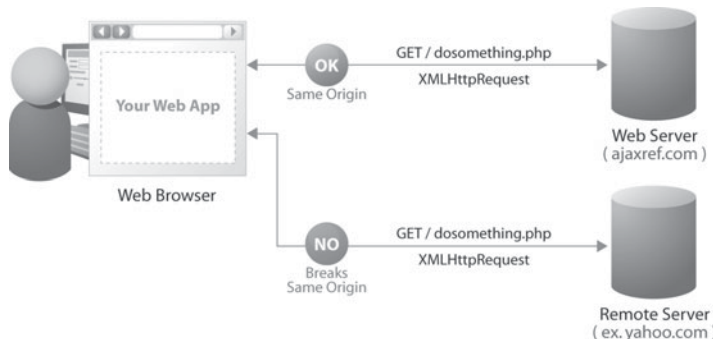 Your Web App
Web Browser
OK
Same Origin
GET / dosomething.php
XMLHttpRequest
Web Server
( ajaxref.com )
NO
Breaks
Same Origin
GET / dosomething.php
XMLHttpRequest
Remote Server
( ex. yahoo.com )